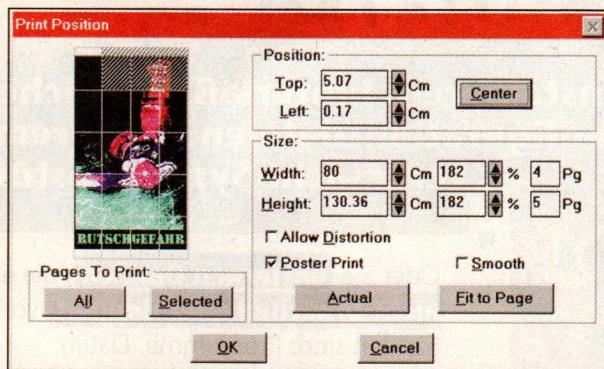 Print Position
RUTSCHGEFAHR
Pages To Print:
All Selected
Position:
Top: 5.07 Cm
Left: 0.17 Cm
Center
Size:
Width: 80 Cm 182 % 4 Pg
Height: 130.36 Cm 182 % 5 Pg
Allow Distortion
Poster Print Smooth
Actual Fit to Page
OK Cancel